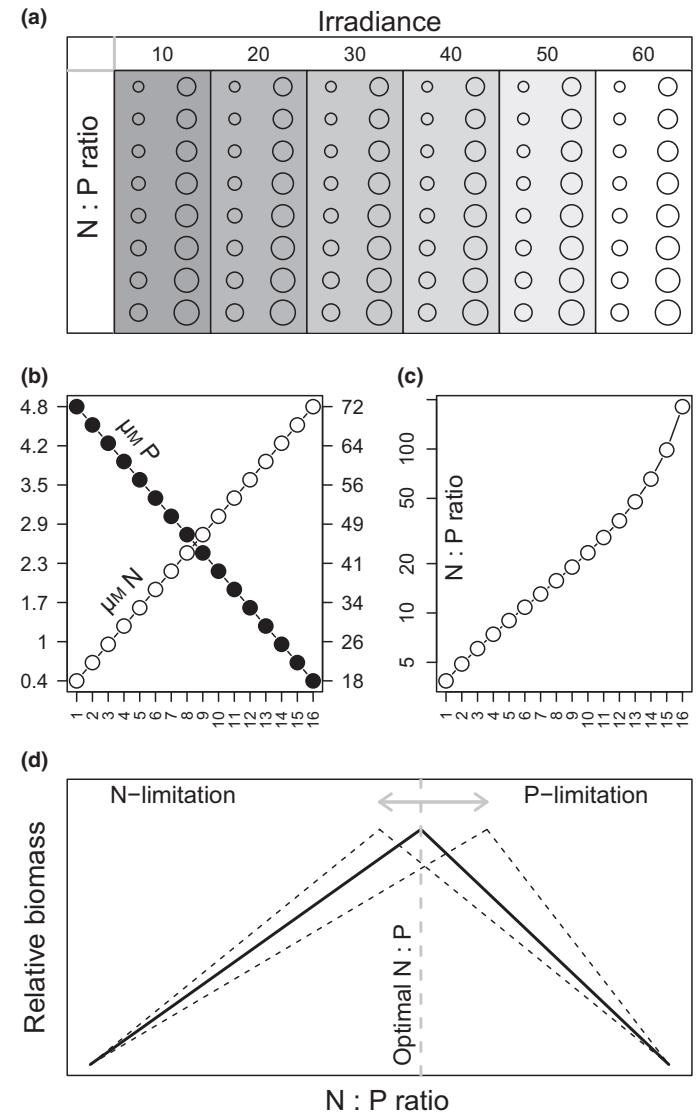 (a)
Irradiance
10 20 30 40 50 60
N : P ratio
(b)
4.8
4.2
3.5
2.9
2.3
1.7
1
0.4
µM P
µM N
72
64
56
49
41
34
26
18
1 2 3 4 5 6 7 8 9 10 11 12 13 14 15 16
(c)
100
50
20
10
5
N : P ratio
1 2 3 4 5 6 7 8 9 10 11 12 13 14 15 16
(d)
N−limitation
P−limitation
Relative biomass
Optimal N : P
N : P ratio